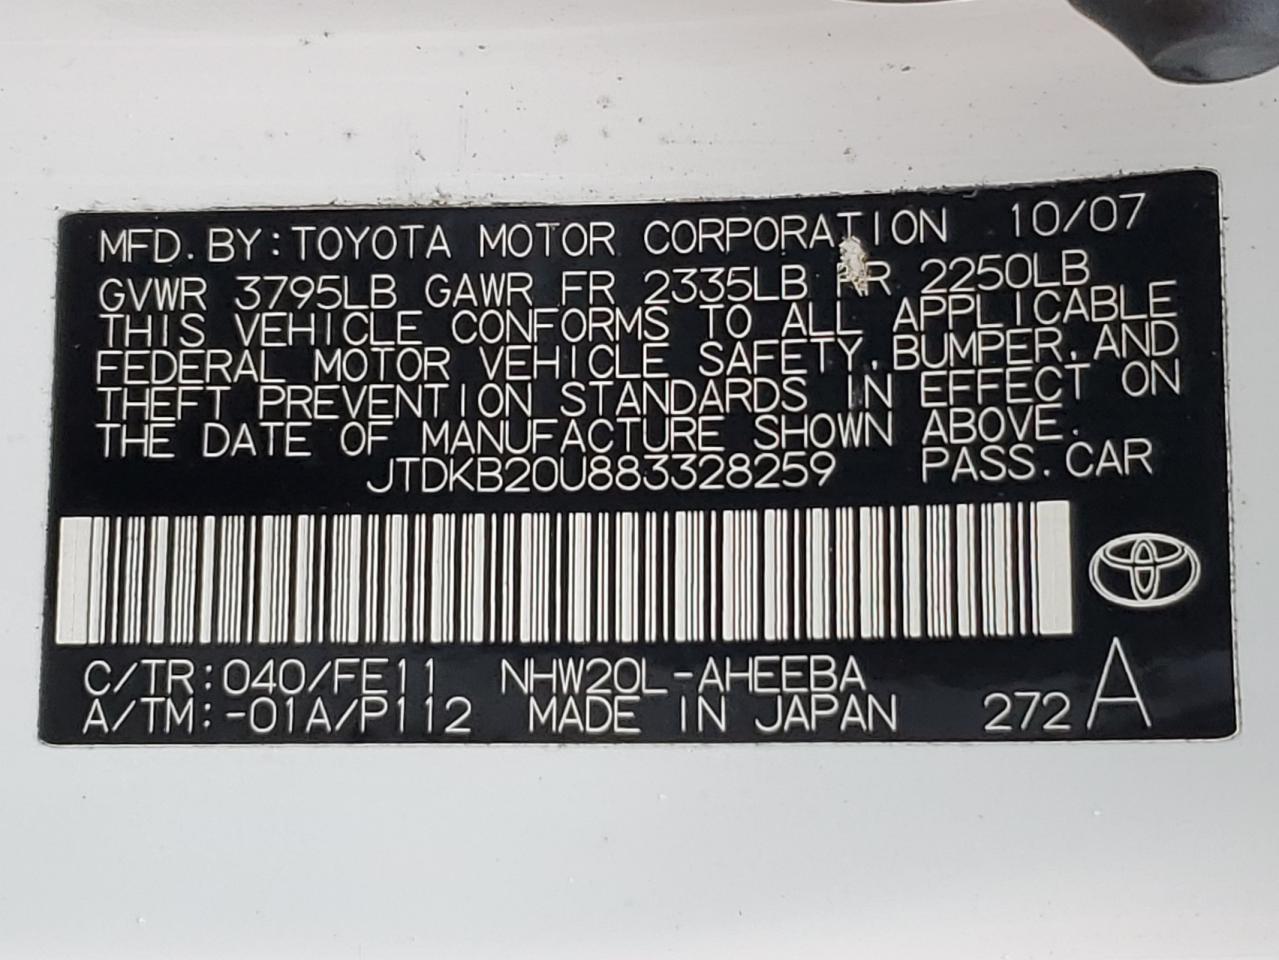 MFD. BY: TOYOTA MOTOR CORPORATION 10/07
GVWR 3795LB GAWR FR 2335LB RR 2250LB
THIS VEHICLE CONFORMS TO ALL APPLICABLE
FEDERAL MOTOR VEHICLE SAFETY, BUMPER, AND
THEFT PREVENTION STANDARDS IN EFFECT ON
THE DATE OF MANUFACTURE SHOWN ABOVE.
JTDKB20U883328259 PASS. CAR
C/TR: 040/FE11 NHW20L-AHEEBA
A/TM: -01A/P112 MADE IN JAPAN 272 A